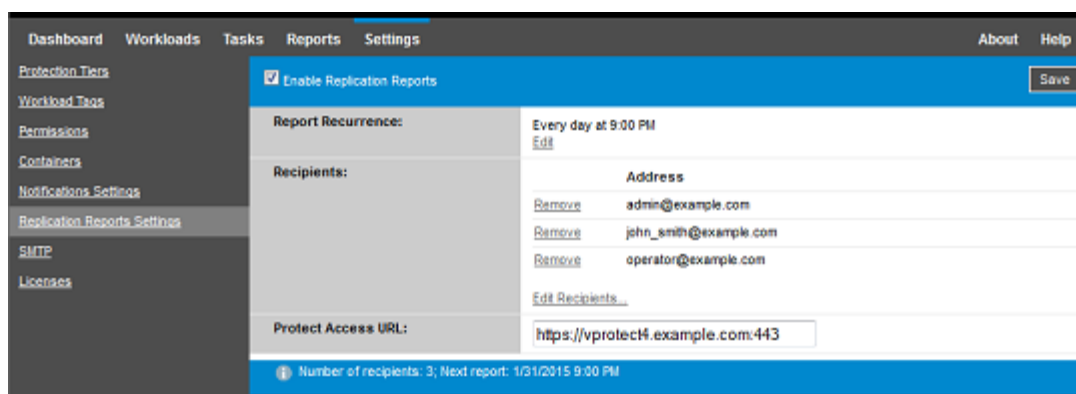 Dashboard Workloads Tasks Reports Settings About Help
Protection Tiers
Workload Tags
Permissions
Containers
Notifications Settings
Replication Reports Settings
SMTP
Licenses
Enable Replication Reports Save
Report Recurrence: Every day at 9:00 PM
Edit
Recipients:
Address
Remove admin@example.com
Remove john_smith@example.com
Remove operator@example.com
Edit Recipients...
Protect Access URL: https://vprotect4.example.com:443
Number of recipients: 3; Next report: 1/31/2015 9:00 PM